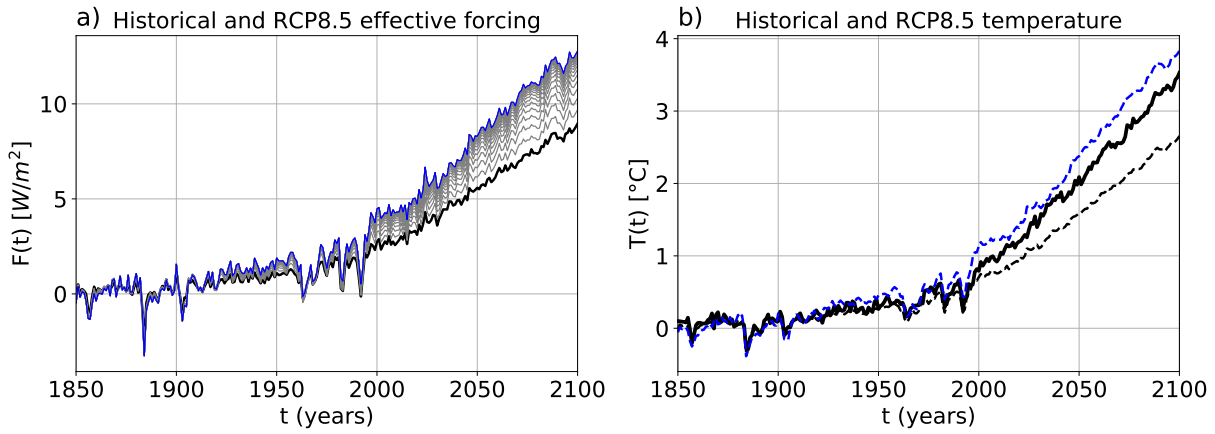 a) Historical and RCP8.5 effective forcing
F(t) [W/m²]
10
5
0
1850 1900 1950 2000 2050 2100
t (years)
b) Historical and RCP8.5 temperature
T(t) [°C]
4
3
2
1
0
1850 1900 1950 2000 2050 2100
t (years)